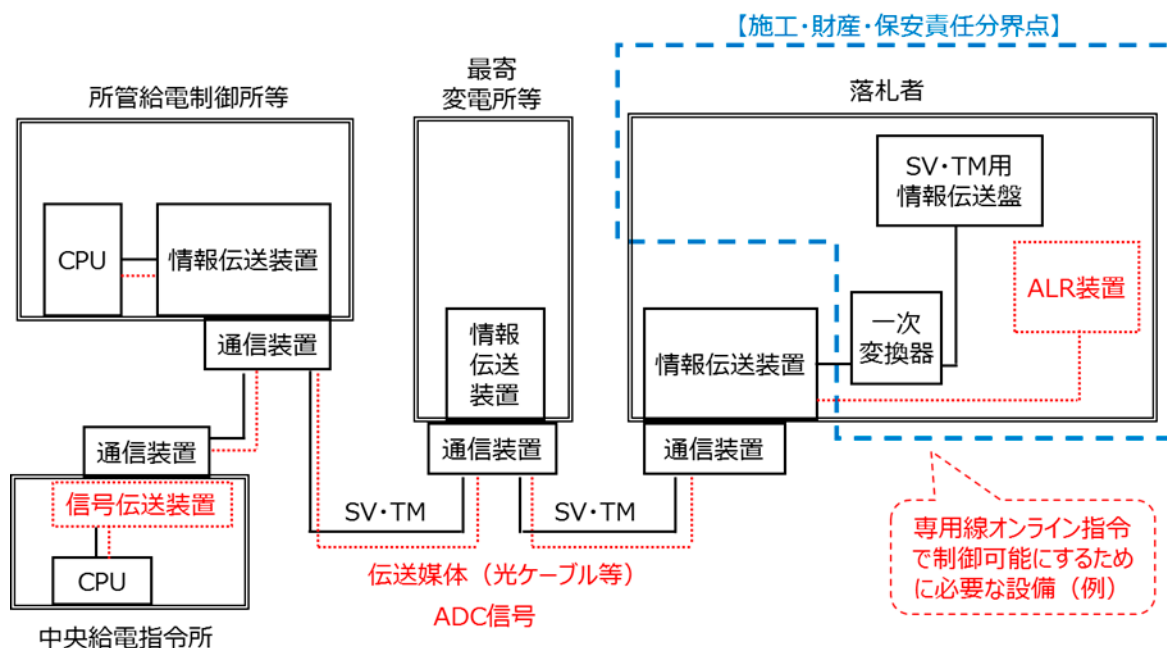 【施工・財産・保安責任分界点】
所管給電制御所等
最寄
変電所等
落札者
CPU
情報伝送装置
通信装置
通信装置
信号伝送装置
CPU
中央給電指令所
情報
伝送
装置
通信装置
SV・TM
SV・TM
伝送媒体（光ケーブル等）
ADC信号
SV・TM用
情報伝送盤
ALR装置
一次
変換器
情報伝送装置
通信装置
専用線オンライン指令
で制御可能にするため
に必要な設備（例）